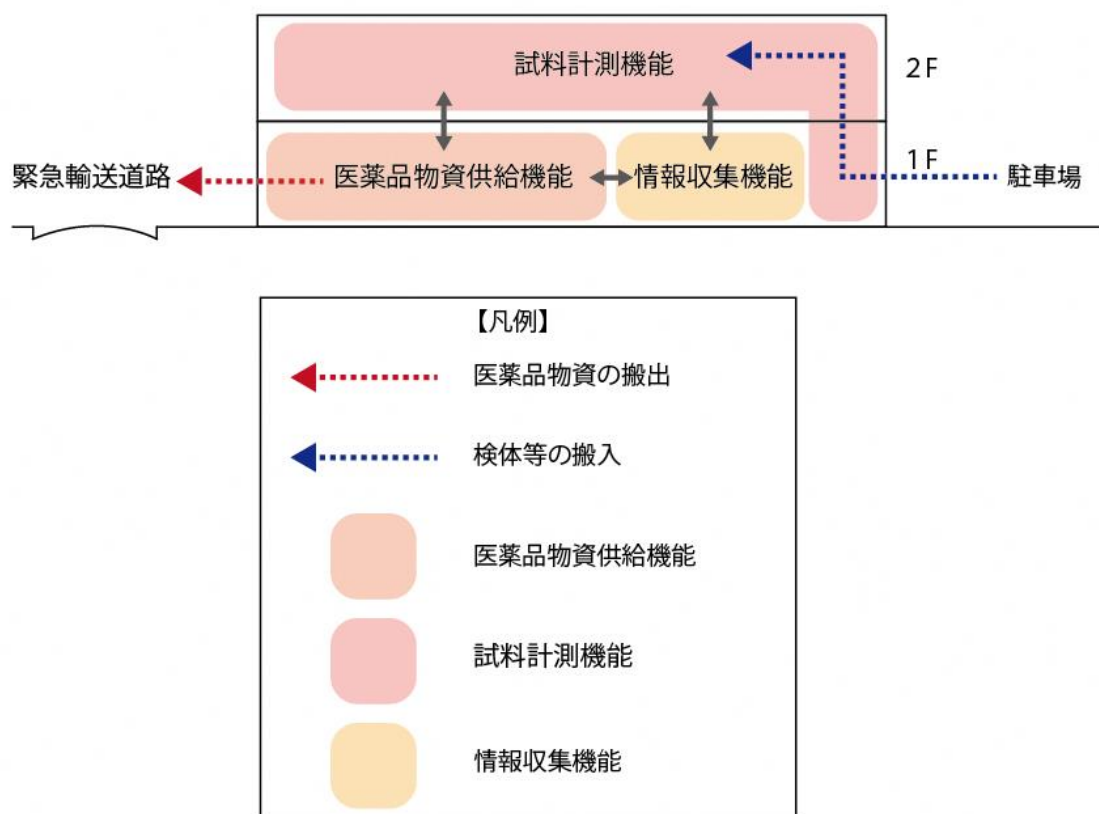 試料計測機能
2F
緊急輸送道路
医薬品物資供給機能
情報収集機能
1F
駐車場
【凡例】
医薬品物資の搬出
検体等の搬入
医薬品物資供給機能
試料計測機能
情報収集機能